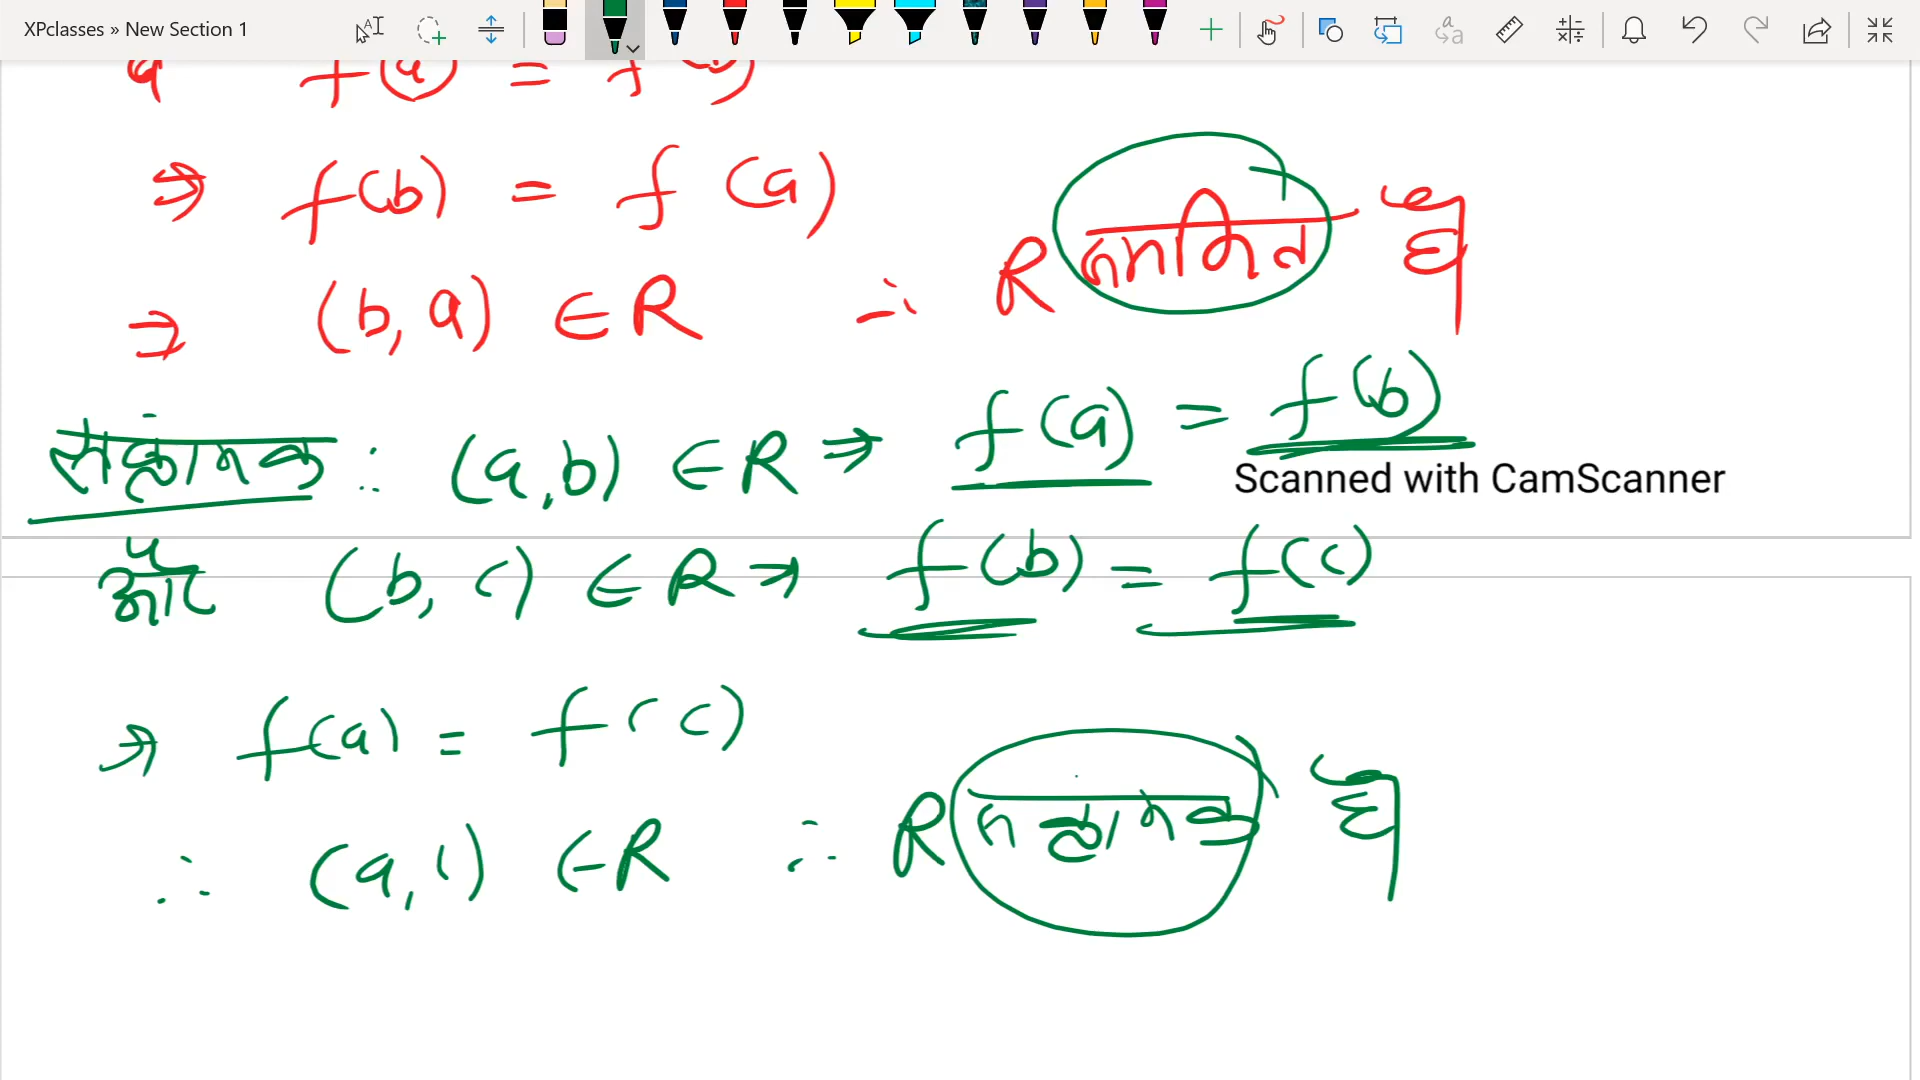 XPclasses » New Section 1
f(a) = f(b)
⇒ f(b) = f(a)
⇒ (b, a) ∈ R ∴ R सममित है
संक्रामक : (a,b) ∈ R ⇒ f(a) = f(b)
Scanned with CamScanner
और (b, c) ∈ R ⇒ f(b) = f(c)
⇒ f(a) = f(c)
∴ (a, c) ∈ R ∴ R संक्रामक है